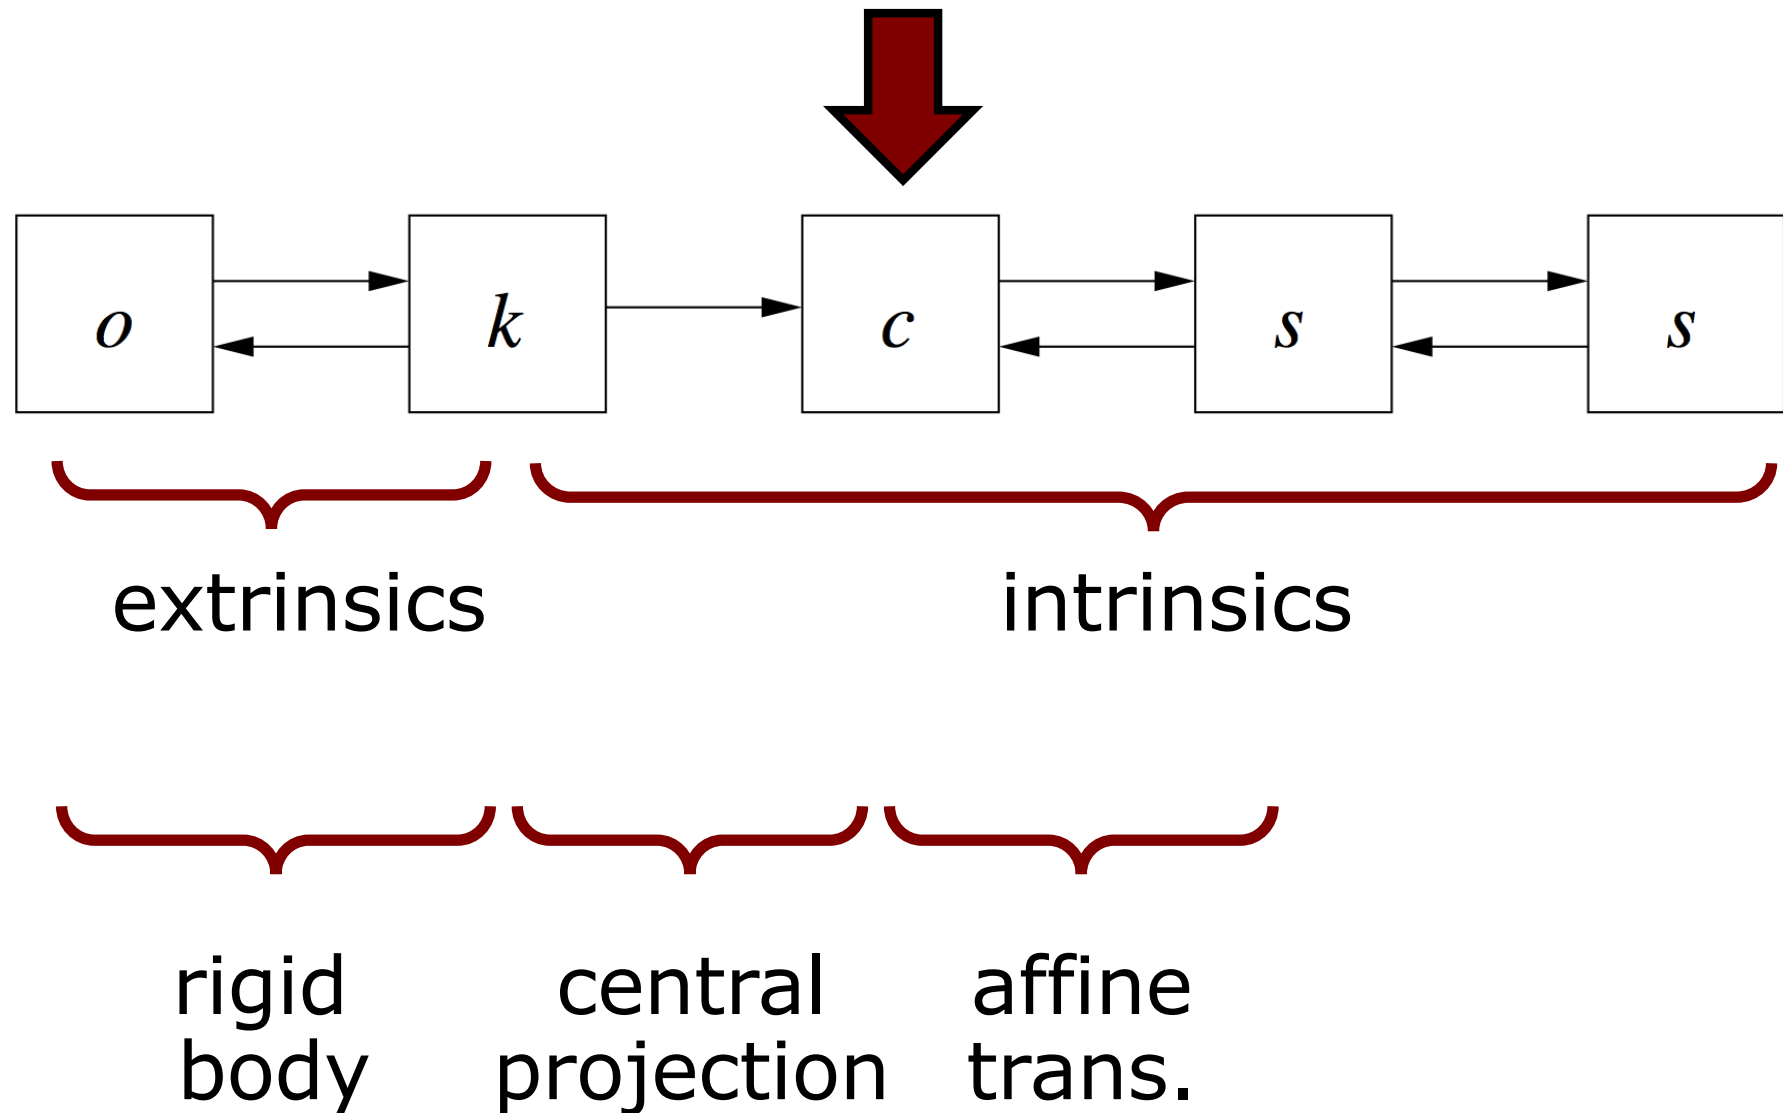 o k c s s
extrinsics intrinsics
rigid central affine
body projection trans.